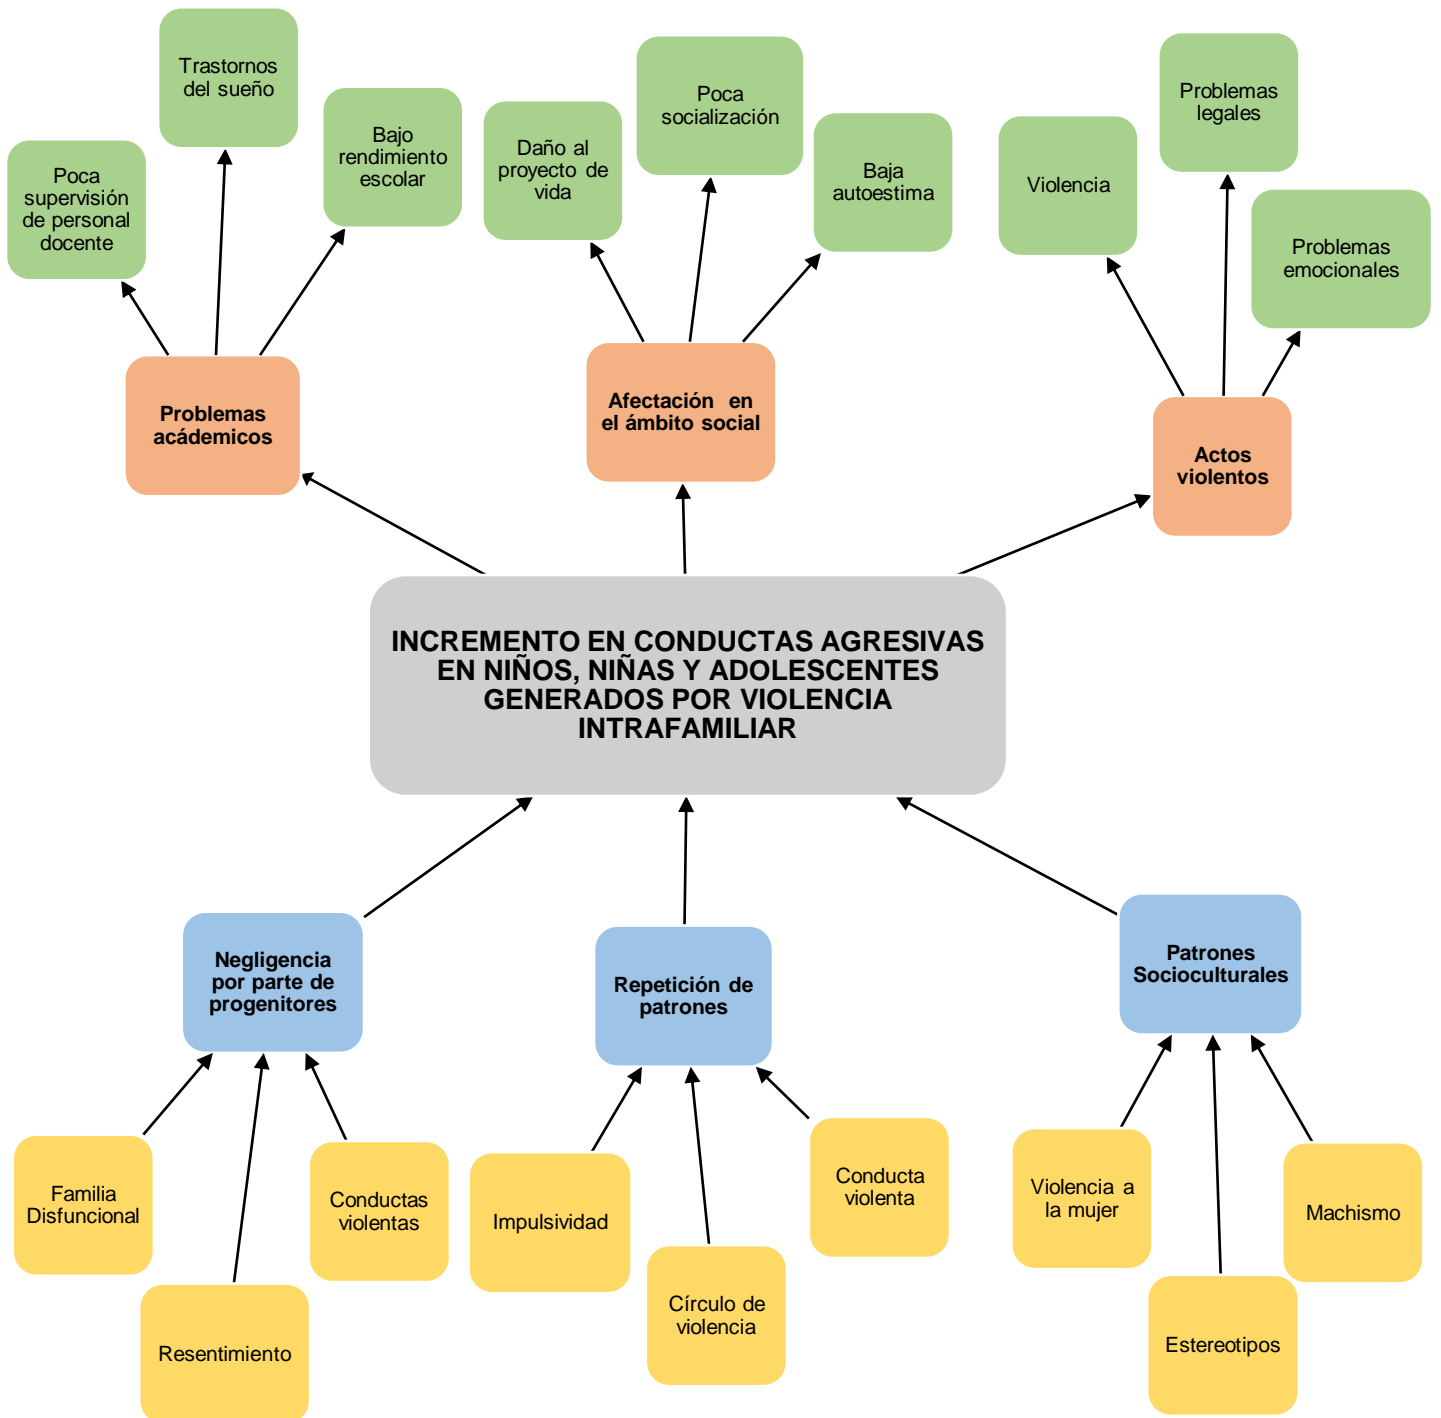 Trastornos
del sueño
Poca
socialización
Problemas
legales
Bajo
rendimiento
escolar
Daño al
proyecto de
vida
Baja
autoestima
Violencia
Poca
supervisión
de personal
docente
Problemas
emocionales
Problemas
acádemicos
Afectación en
el ámbito social
Actos
violentos
INCREMENTO EN CONDUCTAS AGRESIVAS
EN NIÑOS, NIÑAS Y ADOLESCENTES
GENERADOS POR VIOLENCIA
INTRAFAMILIAR
Negligencia
por parte de
progenitores
Repetición de
patrones
Patrones
Socioculturales
Familia
Disfuncional
Conductas
violentas
Impulsividad
Conducta
violenta
Violencia a
la mujer
Machismo
Resentimiento
Círculo de
violencia
Estereotipos